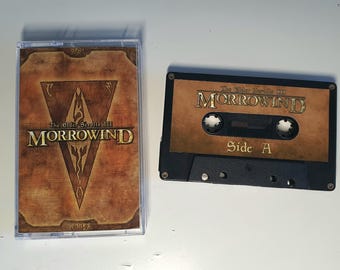 The Elder Scrolls III
MORROWIND
The Elder Scrolls III
MORROWIND
Side A